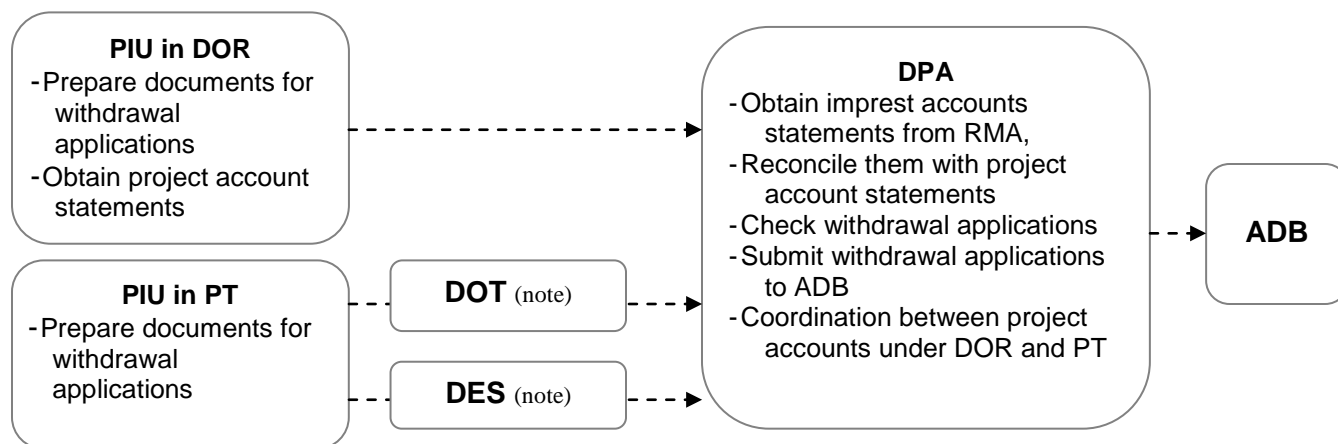 PIU in DOR
-Prepare documents for
withdrawal
applications
-Obtain project account
statements
PIU in PT
-Prepare documents for
withdrawal
applications
DOT (note)
DES (note)
DPA
-Obtain imprest accounts
statements from RMA,
-Reconcile them with project
account statements
-Check withdrawal applications
-Submit withdrawal applications
to ADB
-Coordination between project
accounts under DOR and PT
ADB